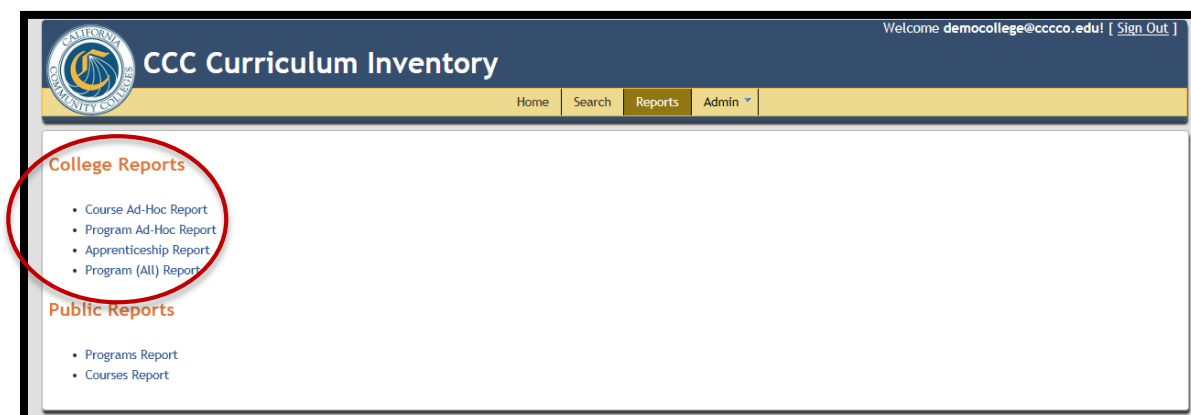 Welcome democollege@cccco.edu! [ Sign Out ]
CALIFORNIA
COMMUNITY COLLEGES
CCC Curriculum Inventory
Home Search Reports Admin
College Reports
• Course Ad-Hoc Report
• Program Ad-Hoc Report
• Apprenticeship Report
• Program (All) Report
Public Reports
• Programs Report
• Courses Report